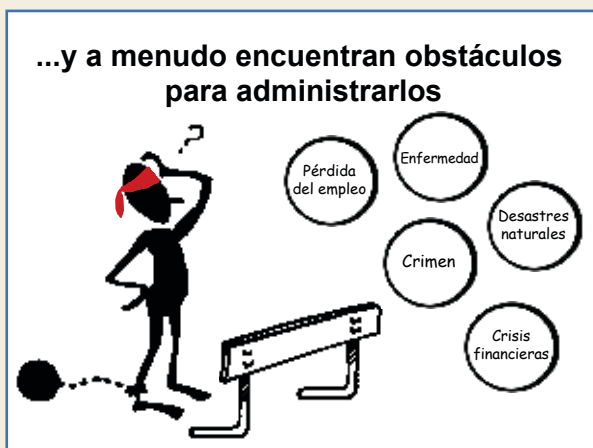 ...y a menudo encuentran obstáculos
para administrarlos
?
Pérdida
del empleo
Enfermedad
Desastres
naturales
Crimen
Crisis
financieras